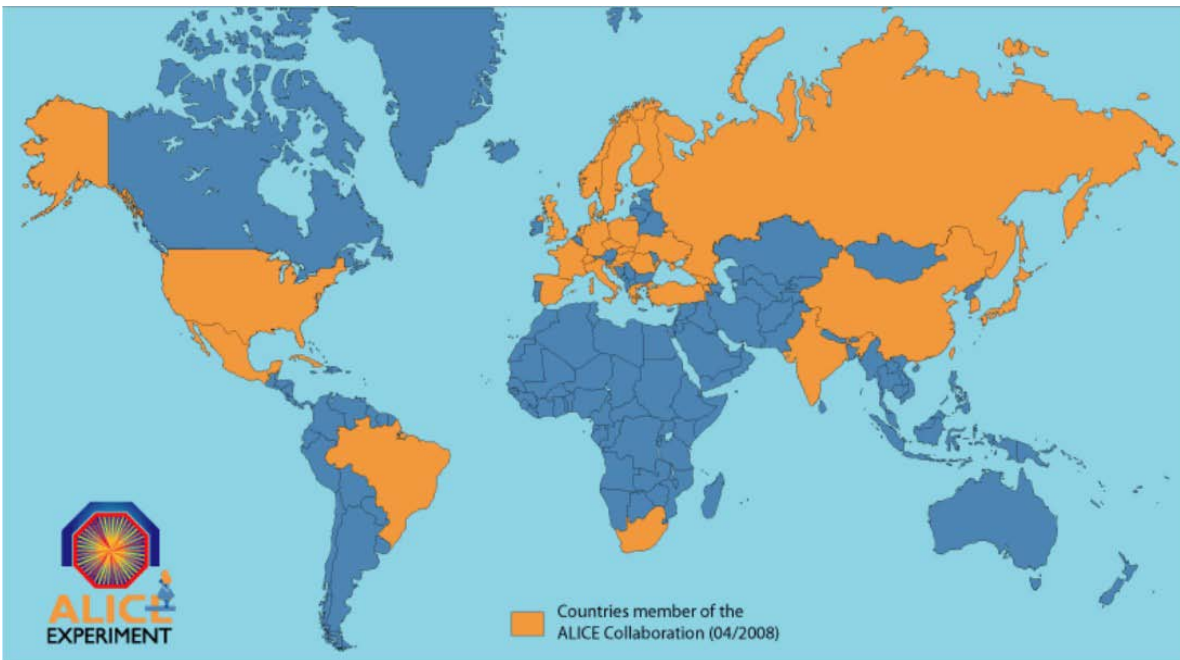 ALICE
EXPERIMENT
Countries member of the
ALICE Collaboration (04/2008)